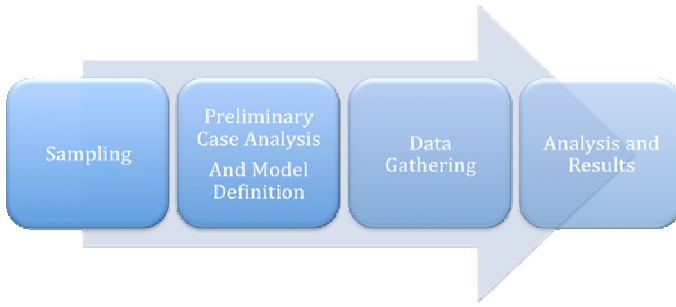 Sampling
Preliminary
Case Analysis
And Model
Definition
Data
Gathering
Analysis and
Results